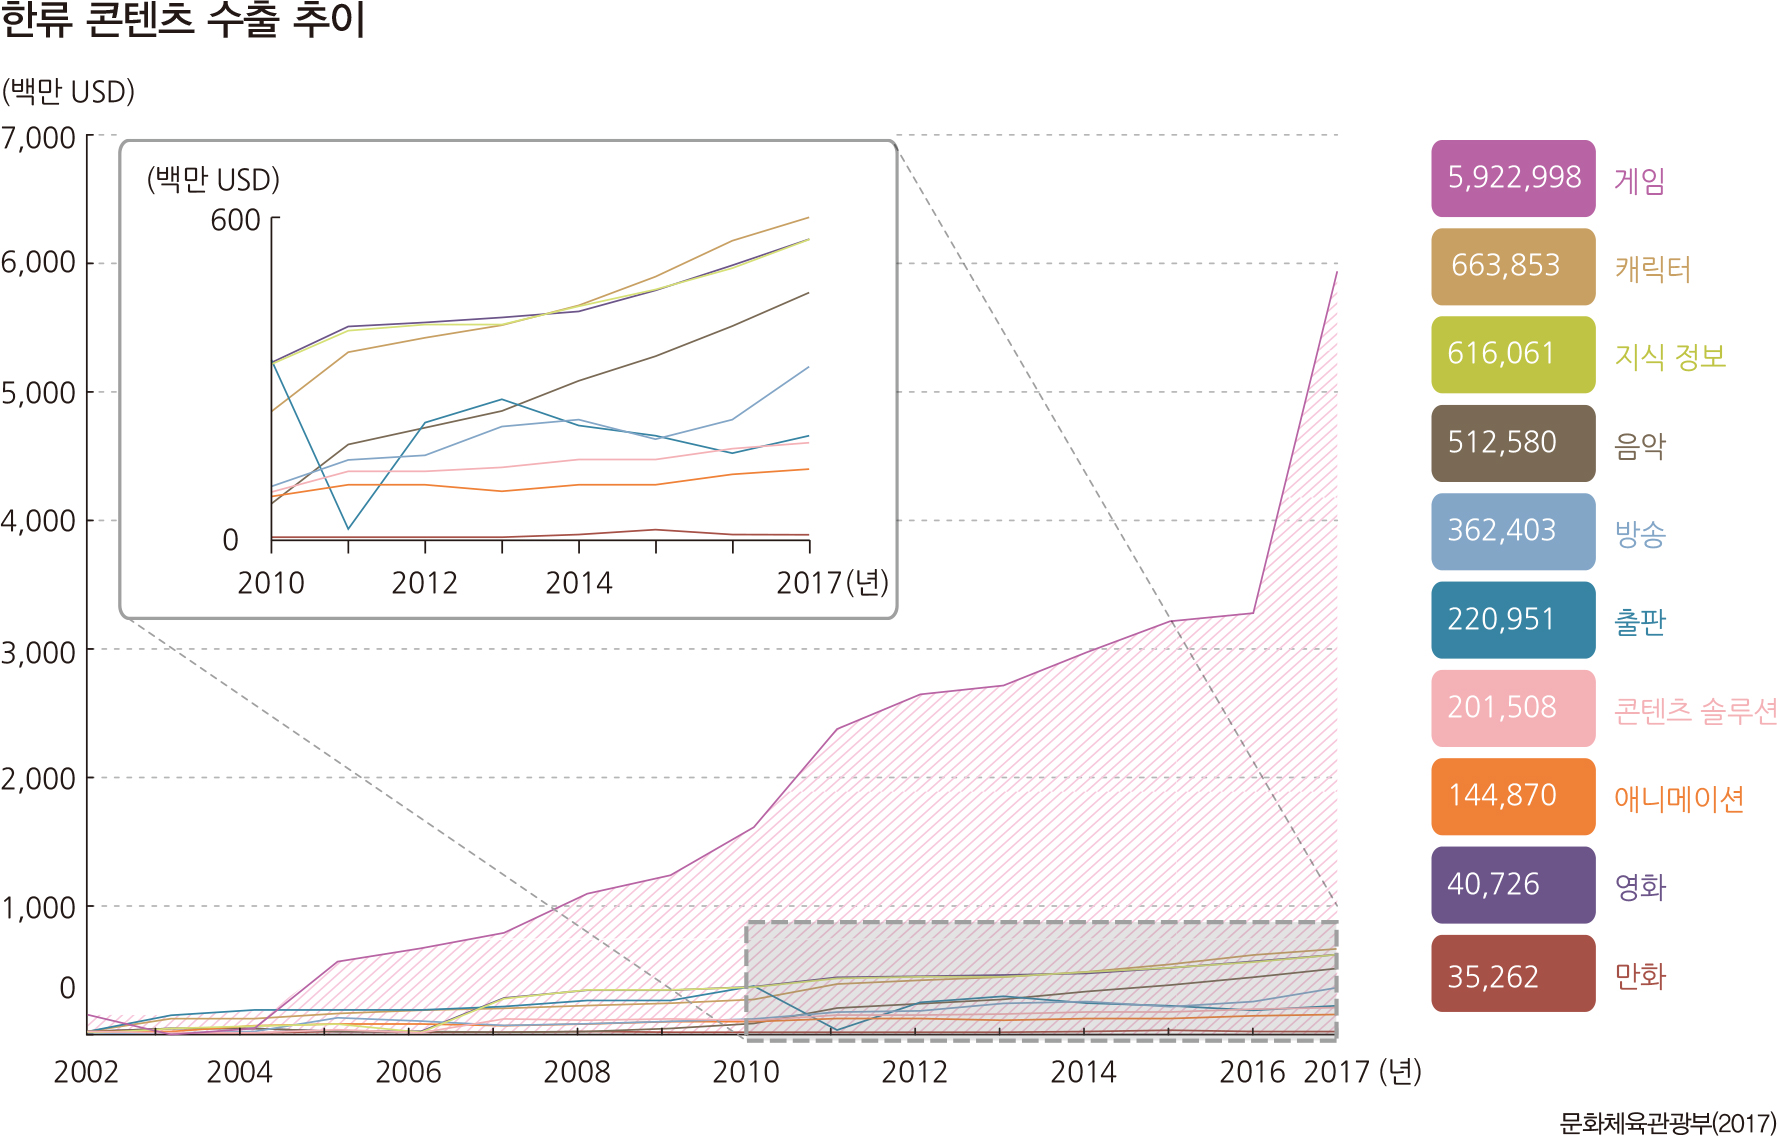 한류 콘텐츠 수출 추이
(백만 USD)
7,000
6,000
5,000
4,000
3,000
2,000
1,000
0
2002 2004 2006 2008 2010 2012 2014 2016 2017 (년)
(백만 USD)
600
0
2010 2012 2014 2017 (년)
5,922,998 게임
663,853 캐릭터
616,061 지식 정보
512,580 음악
362,403 방송
220,951 출판
201,508 콘텐츠 솔루션
144,870 애니메이션
40,726 영화
35,262 만화
문화체육관광부(2017)